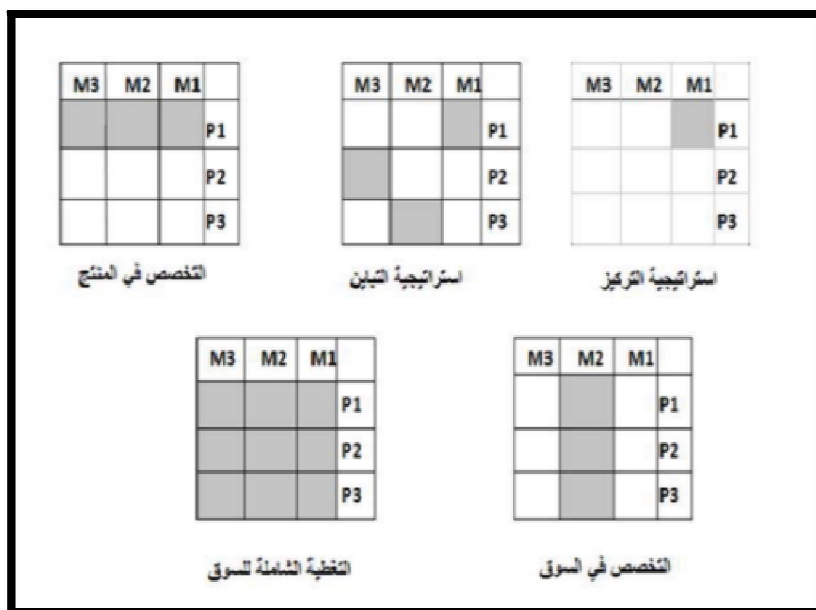 M3 M2 M1
P1
P2
P3
استراتيجية التركيز
M3 M2 M1
P1
P2
P3
استراتيجية التباين
M3 M2 M1
P1
P2
P3
التخصص في المنتج
M3 M2 M1
P1
P2
P3
التخصص في السوق
M3 M2 M1
P1
P2
P3
التغطية الشاملة للسوق